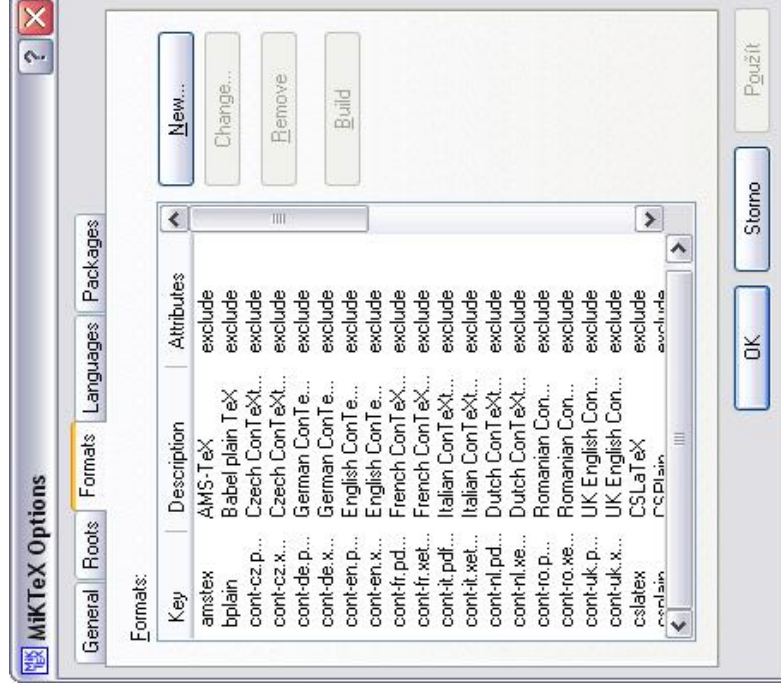 MiKTeX Options
General Roots Formats Languages Packages
Formats:
Key Description Attributes
amstex AMS-TeX exclude
bplain Babel plain TeX exclude
cont-cz.p... Czech ConTeXt... exclude
cont-cz.x... Czech ConTeXt... exclude
cont-de.p... German ConTe... exclude
cont-de.x... German ConTe... exclude
cont-en.p... English ConTe... exclude
cont-en.x... English ConTe... exclude
cont-fr.pd... French ConTeX... exclude
cont-fr.xet... French ConTeX... exclude
cont-it.pdf... Italian ConTeXt... exclude
cont-it.xet... Italian ConTeXt... exclude
cont-nl.pd... Dutch ConTeXt... exclude
cont-nl.xe... Dutch ConTeXt... exclude
cont-ro.p... Romanian Con... exclude
cont-ro.xe... Romanian Con... exclude
cont-uk.p... UK English Con... exclude
cont-uk.x... UK English Con... exclude
cslatex CSLaTeX exclude
csplain CSPlain exclude
New...
Change...
Remove
Build
OK Storno Použít